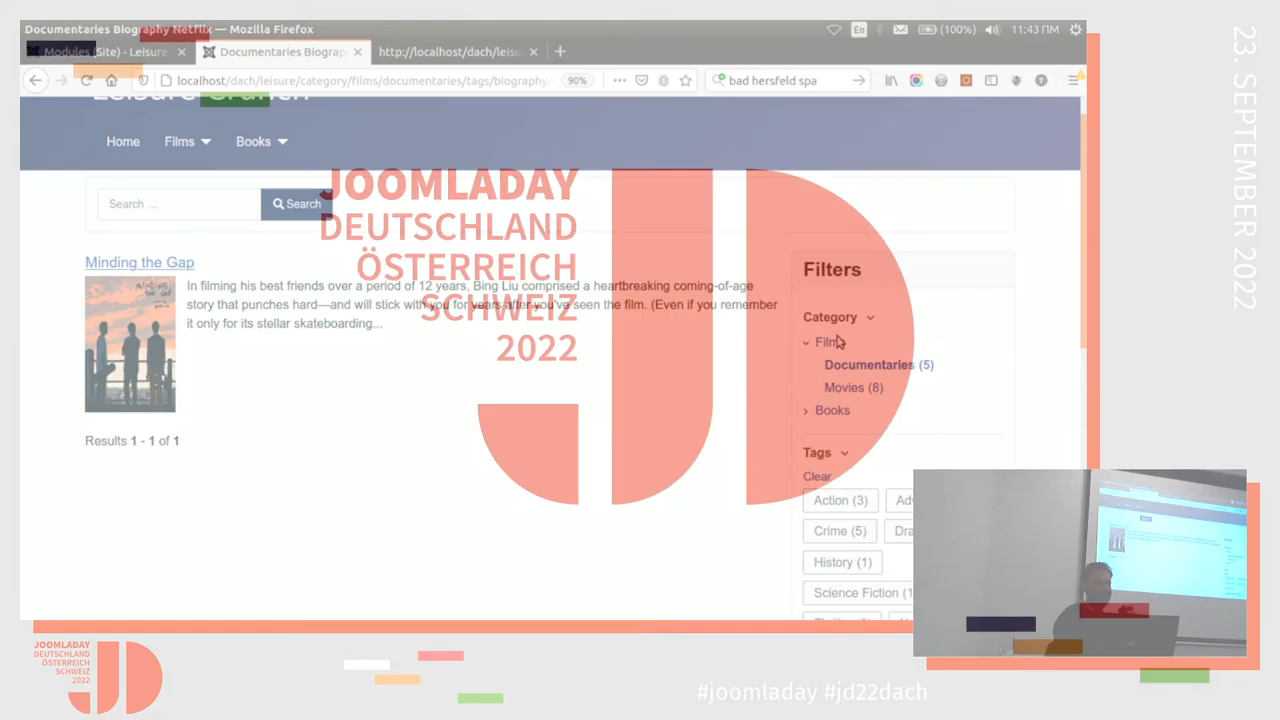 Documentaries Biography Netflix — Mozilla Firefox
En
(100%)
11:43 ΠΜ
Modules (Site) - Leisure
Documentaries Biograp
http://localhost/dach/leisu
localhost/dach/leisure/category/films/documentaries/tags/biography
90%
bad hersfeld spa
Home
Films
Books
Search ...
Search
JOOMLADAY
DEUTSCHLAND
ÖSTERREICH
SCHWEIZ
2022
Minding the Gap
In filming his best friends over a period of 12 years, Bing Liu comprised a heartbreaking coming-of-age
story that punches hard—and will stick with you for years after you've seen the film. (Even if you remember
it only for its stellar skateboarding...
Results 1 - 1 of 1
Filters
Category
Films
Documentaries (5)
Movies (8)
Books
Tags
Clear
Action (3)
Crime (5)
History (1)
Science Fiction (1
23. SEPTEMBER 2022
JOOMLADAY
DEUTSCHLAND
ÖSTERREICH
SCHWEIZ
2022
#joomladay #jd22dach